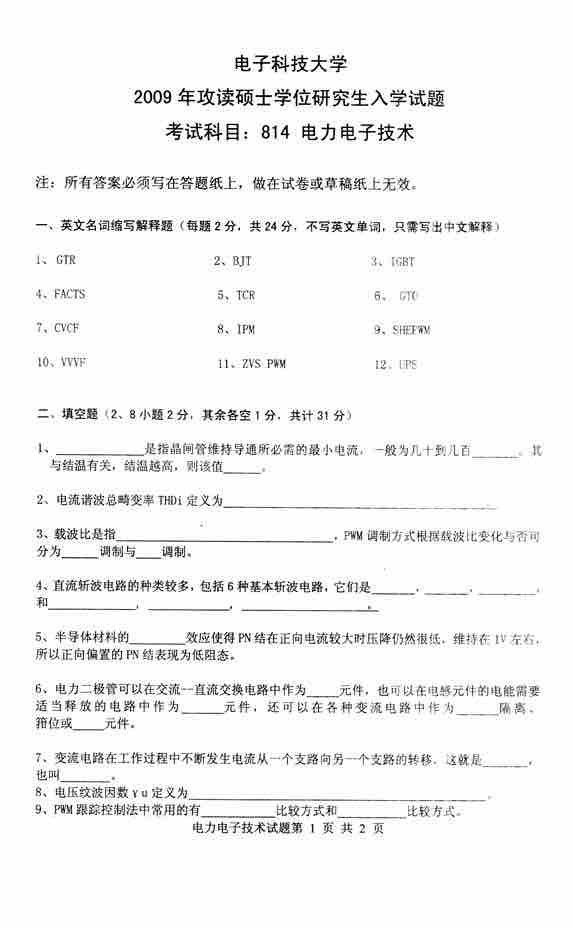 电子科技大学
2009 年攻读硕士学位研究生入学试题
考试科目：814 电力电子技术
注：所有答案必须写在答题纸上，做在试卷或草稿纸上无效。
一、英文名词缩写解释题（每题 2 分，共 24 分，不写英文单词，只需写出中文解释）
1、 GTR 2、BJT 3、IGBT
4、FACTS 5、TCR 6、 GTO
7、CVCF 8、IPM 9、SHEPWM
10、VVVF 11、ZVS PWM 12、UPS
二、填空题（2、8 小题 2 分，其余各空 1 分，共计 31 分）
1、____________是指晶闸管维持导通所必需的最小电流，一般为几十到几百______。其
与结温有关，结温越高，则该值_____。
2、电流谐波总畸变率 THDi 定义为____________________________________
3、载波比是指______________________________，PWM 调制方式根据载波比变化与否可
分为_____调制与___调制。
4、直流斩波电路的种类较多，包括 6 种基本斩波电路，它们是______，______，________，
和____________，___________，__________________。
5、半导体材料的________效应使得 PN 结在正向电流较大时压降仍然很低，维持在 1V 左右，
所以正向偏置的 PN 结表现为低阻态。
6、电力二极管可以在交流--直流交换电路中作为____元件，也可以在电感元件的电能需要
适当释放的电路中作为_____元件，还可以在各种变流电路中作为______隔离、
箝位或____元件。
7、变流电路在工作过程中不断发生电流从一个支路向另一个支路的转移，这就是______，
也叫_______。
8、电压纹波因数 γu 定义为________________________________________。
9、PWM 跟踪控制法中常用的有__________比较方式和_________比较方式。
电力电子技术试题第 1 页 共 2 页